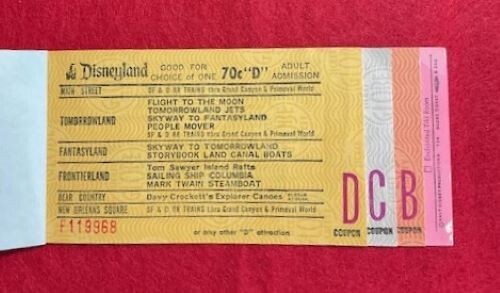 Disneyland GOOD FOR CHOICE of ONE 70¢ "D" ADULT ADMISSION
MAIN STREET SF & D RR TRAINS thru Grand Canyon & Primeval World
TOMORROWLAND FLIGHT TO THE MOON
TOMORROWLAND JETS
SKYWAY TO FANTASYLAND
PEOPLE MOVER
SF & D RR TRAINS thru Grand Canyon & Primeval World
FANTASYLAND SKYWAY TO TOMORROWLAND
STORYBOOK LAND CANAL BOATS
FRONTIERLAND Tom Sawyer Island Rafts
SAILING SHIP COLUMBIA
MARK TWAIN STEAMBOAT
BEAR COUNTRY Davy Crockett's Explorer Canoes
NEW ORLEANS SQUARE SF & D RR TRAINS thru Grand Canyon & Primeval World
F119968 or any other "D" attraction
D COUPON
C COUPON
B COUPON